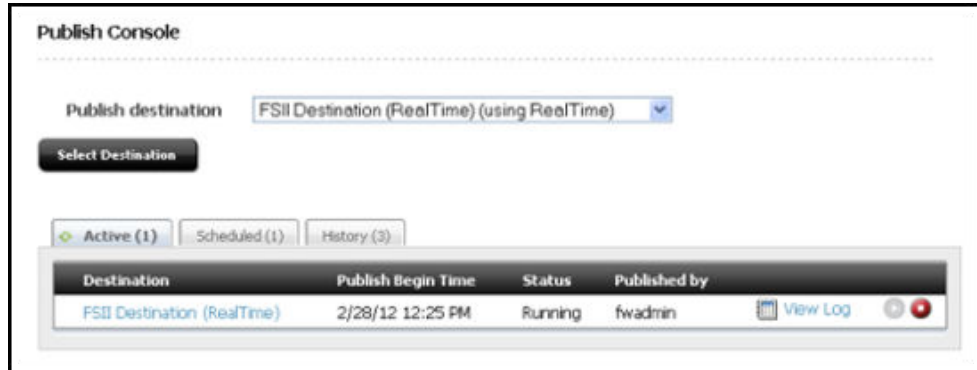 Publish Console
Publish destination FSII Destination (RealTime) (using RealTime)
Select Destination
Active (1) Scheduled (1) History (3)
Destination Publish Begin Time Status Published by
FSII Destination (RealTime) 2/28/12 12:25 PM Running fwadmin View Log